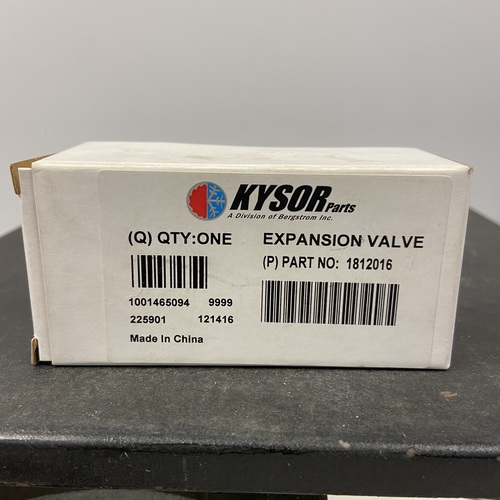 KYSOR Parts
A Division of Bergstrom Inc.
(Q) QTY:ONE EXPANSION VALVE
(P) PART NO: 1812016
1001465094 9999
225901 121416
Made In China